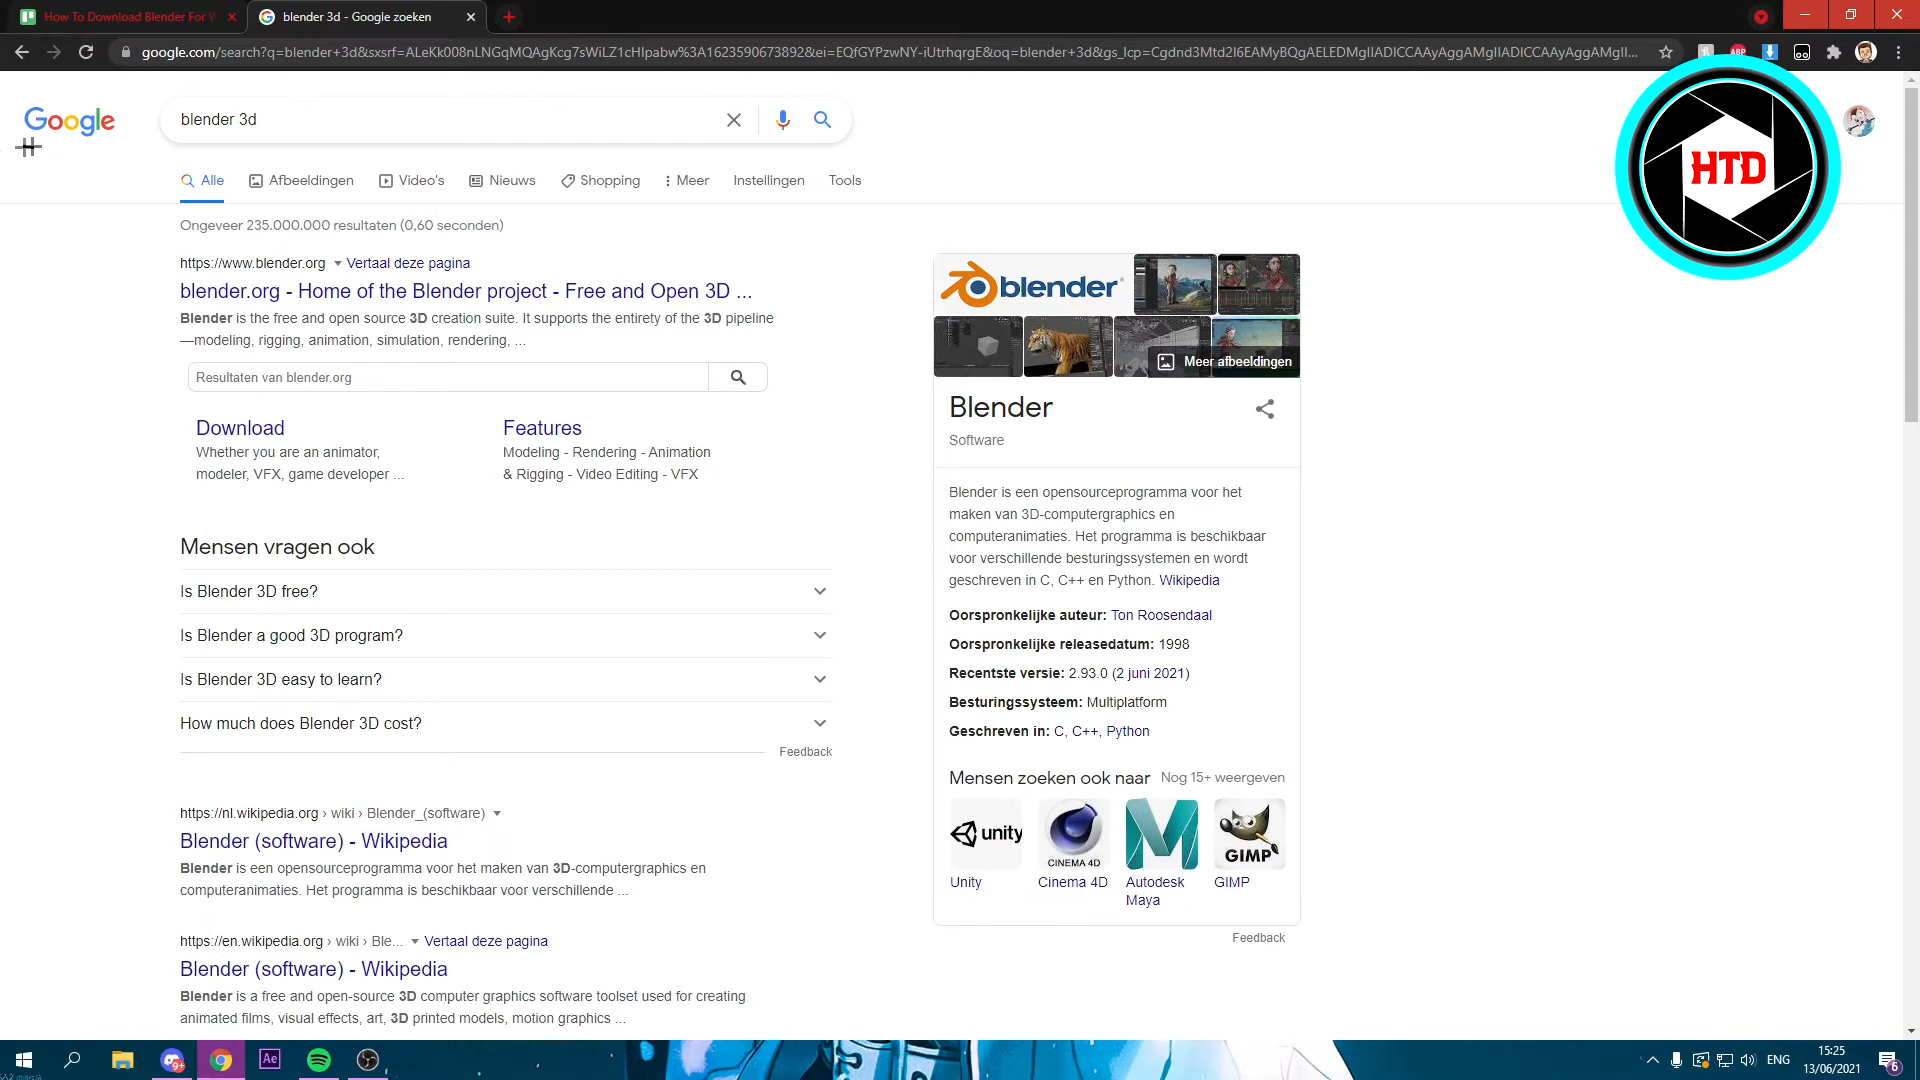 How To Download Blender For W
blender 3d - Google zoeken
google.com/search?q=blender+3d&sxsrf=ALeKk008nLNGqMQAgKcg7sWiLZ1cHIpabw%3A1623590673892&ei=EQfGYPzwNY-iUtrhqrgE&oq=blender+3d&gs_lcp=Cgdnd3Mtd2l6EAMyBQgAELEDMgIIADICCAAyAggAMgIIADICCAAyAggAMgII...
ABP
Google
blender 3d
HTD
Alle
Afbeeldingen
Video's
Nieuws
Shopping
Meer
Instellingen
Tools
Ongeveer 235.000.000 resultaten (0,60 seconden)
https://www.blender.org Vertaal deze pagina
blender.org - Home of the Blender project - Free and Open 3D ...
Blender is the free and open source 3D creation suite. It supports the entirety of the 3D pipeline
—modeling, rigging, animation, simulation, rendering, ...
Resultaten van blender.org
Download
Whether you are an animator,
modeler, VFX, game developer ...
Features
Modeling - Rendering - Animation
& Rigging - Video Editing - VFX
Mensen vragen ook
Is Blender 3D free?
Is Blender a good 3D program?
Is Blender 3D easy to learn?
How much does Blender 3D cost?
Feedback
https://nl.wikipedia.org › wiki › Blender_(software)
Blender (software) - Wikipedia
Blender is een opensourceprogramma voor het maken van 3D-computergraphics en
computeranimaties. Het programma is beschikbaar voor verschillende ...
https://en.wikipedia.org › wiki › Ble... Vertaal deze pagina
Blender (software) - Wikipedia
Blender is a free and open-source 3D computer graphics software toolset used for creating
animated films, visual effects, art, 3D printed models, motion graphics ...
blender
Meer afbeeldingen
Blender
Software
Blender is een opensourceprogramma voor het
maken van 3D-computergraphics en
computeranimaties. Het programma is beschikbaar
voor verschillende besturingssystemen en wordt
geschreven in C, C++ en Python. Wikipedia
Oorspronkelijke auteur: Ton Roosendaal
Oorspronkelijke releasedatum: 1998
Recentste versie: 2.93.0 (2 juni 2021)
Besturingssysteem: Multiplatform
Geschreven in: C, C++, Python
Mensen zoeken ook naar
Nog 15+ weergeven
unity
CINEMA 4D
GIMP
Unity
Cinema 4D
Autodesk
Maya
GIMP
Feedback
9+
Ae
ENG
15:25
13/06/2021
6